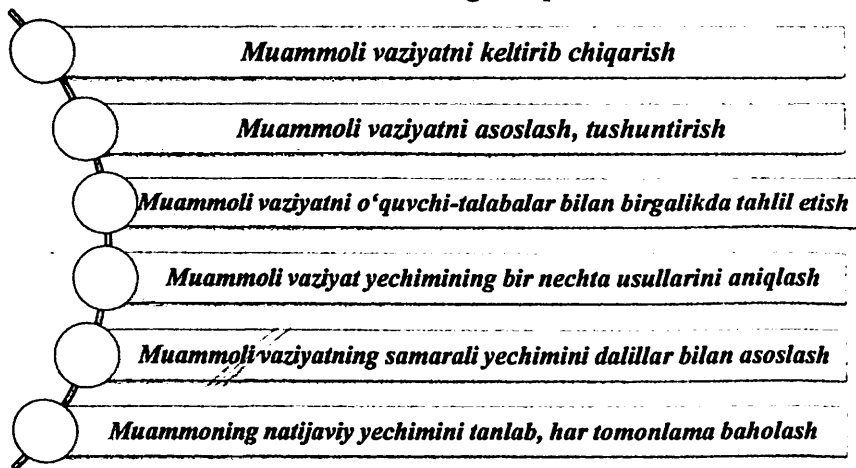 Muammoli vaziyatni keltirib chiqarish
Muammoli vaziyatni asoslash, tushuntirish
Muammoli vaziyatni o‘quvchi-talabalar bilan birgalikda tahlil etish
Muammoli vaziyat yechimining bir nechta usullarini aniqlash
Muammoli vaziyatning samarali yechimini dalillar bilan asoslash
Muammoning natijaviy yechimini tanlab, har tomonlama baholash